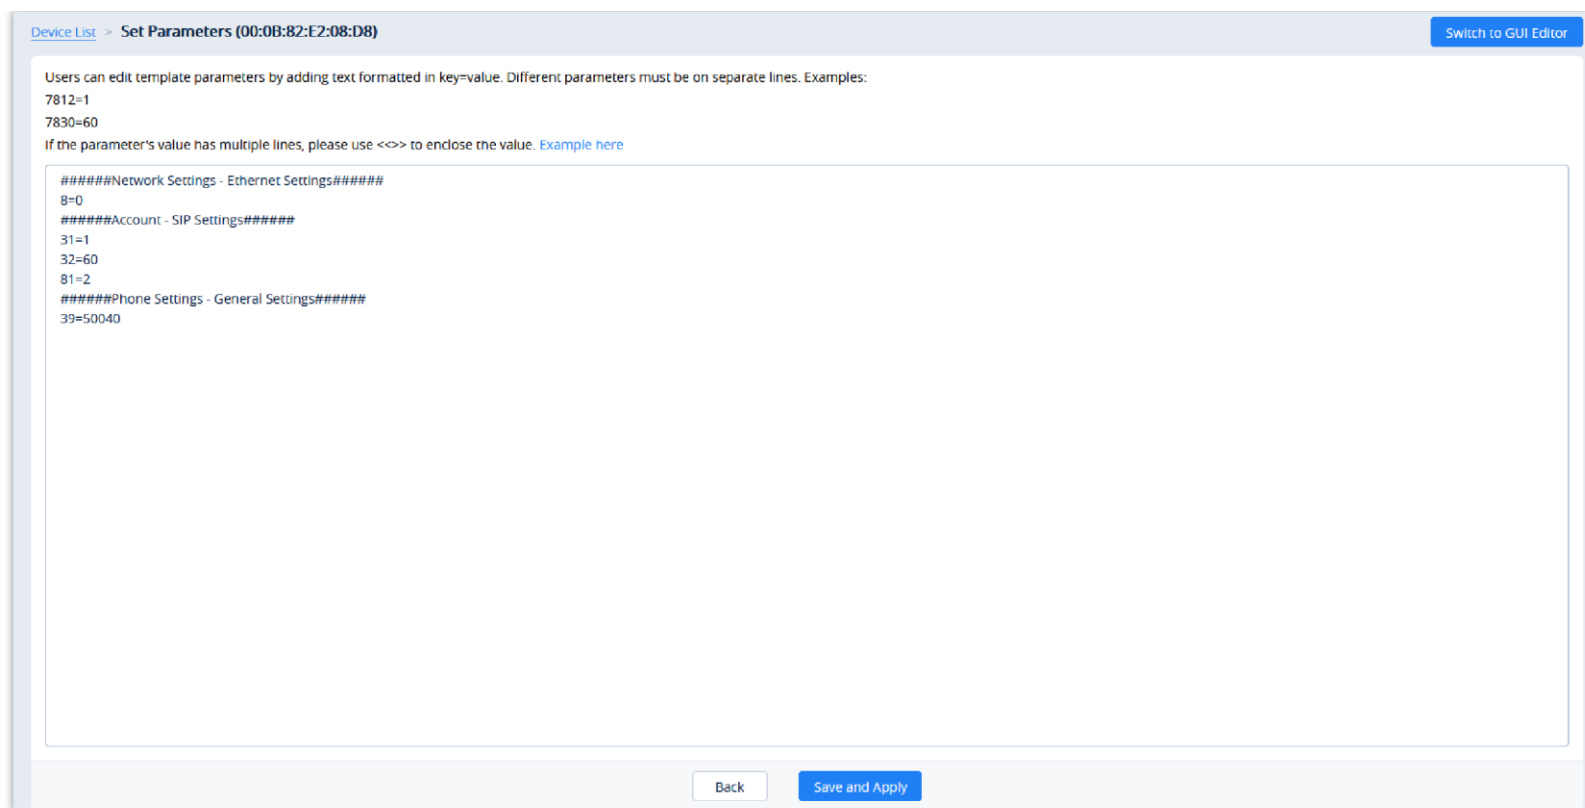 Device List > Set Parameters (00:0B:82:E2:08:D8)
Switch to GUI Editor
Users can edit template parameters by adding text formatted in key=value. Different parameters must be on separate lines. Examples:
7812=1
7830=60
If the parameter's value has multiple lines, please use <<>> to enclose the value. Example here
######Network Settings - Ethernet Settings######
8=0
######Account - SIP Settings######
31=1
32=60
81=2
######Phone Settings - General Settings######
39=50040
Back
Save and Apply